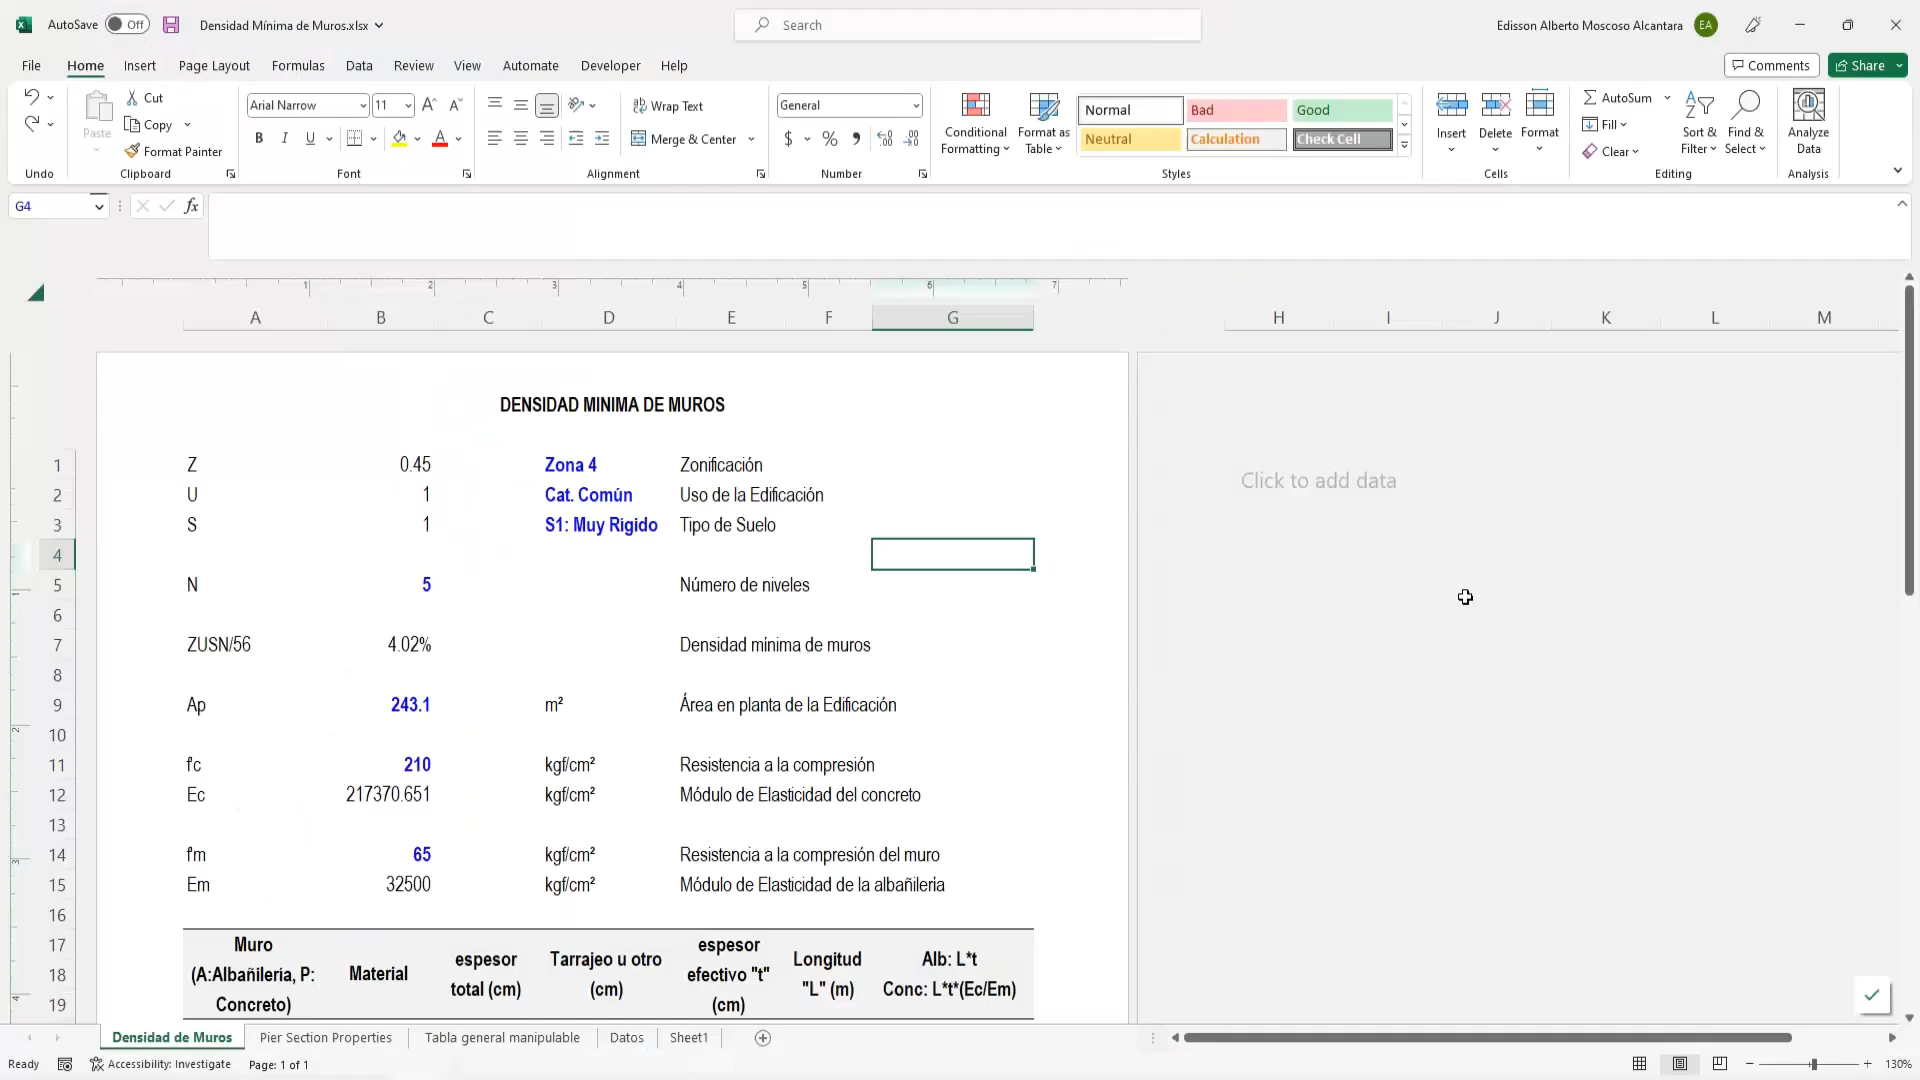 AutoSave Off Densidad Mínima de Muros.xlsx Search Edisson Alberto Moscoso Alcantara EA
File Home Insert Page Layout Formulas Data Review View Automate Developer Help Comments Share
Cut Arial Narrow 11 Wrap Text General Normal Bad Good AutoSum
Paste Copy Conditional Formatting Format as Table Insert Delete Format Fill Sort & Filter Find & Select Analyze Data
Format Painter B I U Merge & Center $ % Neutral Calculation Check Cell Clear
Undo Clipboard Font Alignment Number Styles Cells Editing Analysis
G4 fx
1 2 3 4 5 6 7
A B C D E F G H I J K L M
DENSIDAD MINIMA DE MUROS
1 Z 0.45 Zona 4 Zonificación
Click to add data
2 U 1 Cat. Común Uso de la Edificación
3 S 1 S1: Muy Rígido Tipo de Suelo
4
5 N 5 Número de niveles
6
7 ZUSN/56 4.02% Densidad mínima de muros
8
9 Ap 243.1 m² Área en planta de la Edificación
10
11 f'c 210 kgf/cm² Resistencia a la compresión
12 Ec 217370.651 kgf/cm² Módulo de Elasticidad del concreto
13
14 f'm 65 kgf/cm² Resistencia a la compresión del muro
15 Em 32500 kgf/cm² Módulo de Elasticidad de la albañilería
16
17 Muro espesor
18 (A:Albañilería, P: Material espesor total (cm) Tarrajeo u otro (cm) efectivo "t" Longitud "L" (m) Alb: L*t Conc: L*t*(Ec/Em)
19 Concreto) (cm)
Densidad de Muros Pier Section Properties Tabla general manipulable Datos Sheet1
Ready Accessibility: Investigate Page: 1 of 1 130%